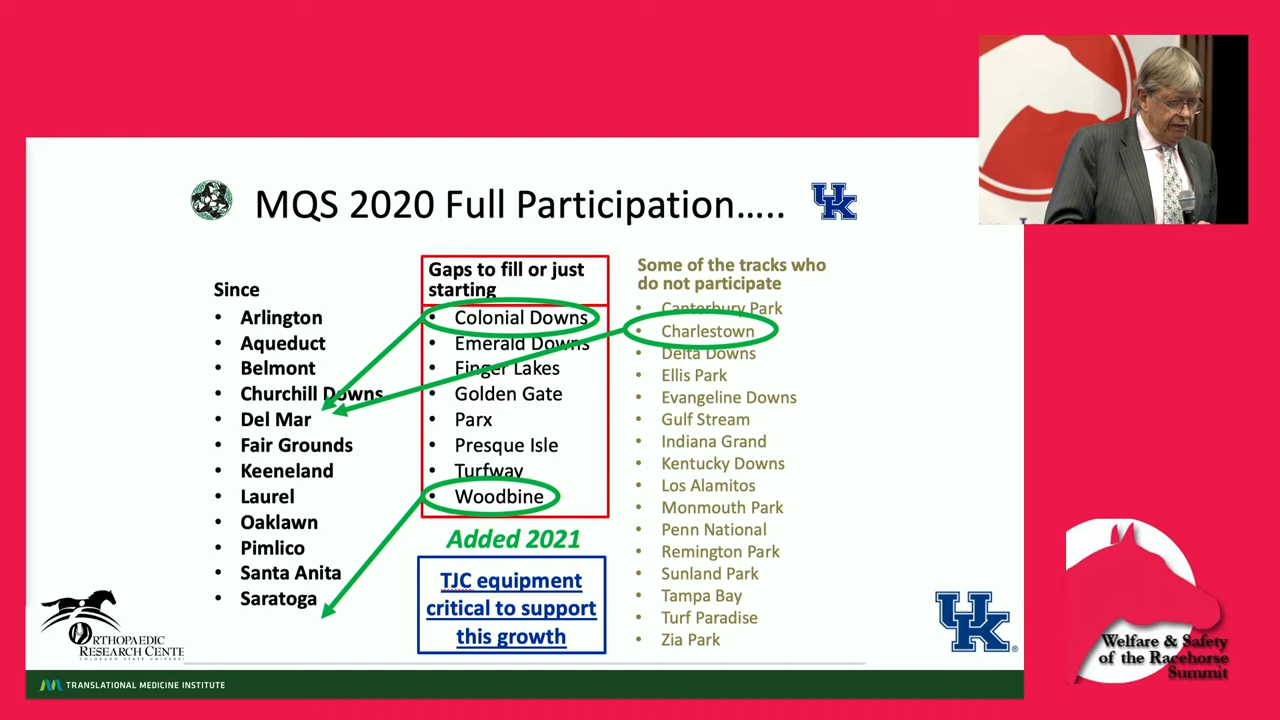 MQS 2020 Full Participation…..
UK
Since
• Arlington
• Aqueduct
• Belmont
• Churchill Downs
• Del Mar
• Fair Grounds
• Keeneland
• Laurel
• Oaklawn
• Pimlico
• Santa Anita
• Saratoga
Gaps to fill or just
starting
• Colonial Downs
• Emerald Downs
• Finger Lakes
• Golden Gate
• Parx
• Presque Isle
• Turfway
• Woodbine
Added 2021
TJC equipment
critical to support
this growth
Some of the tracks who
do not participate
• Canterbury Park
• Charlestown
• Delta Downs
• Ellis Park
• Evangeline Downs
• Gulf Stream
• Indiana Grand
• Kentucky Downs
• Los Alamitos
• Monmouth Park
• Penn National
• Remington Park
• Sunland Park
• Tampa Bay
• Turf Paradise
• Zia Park
ORTHOPAEDIC
RESEARCH CENTE
COLORADO STATE UNIVERSI
UK
TRANSLATIONAL MEDICINE INSTITUTE
Welfare & Safety
of the Racehorse
Summit